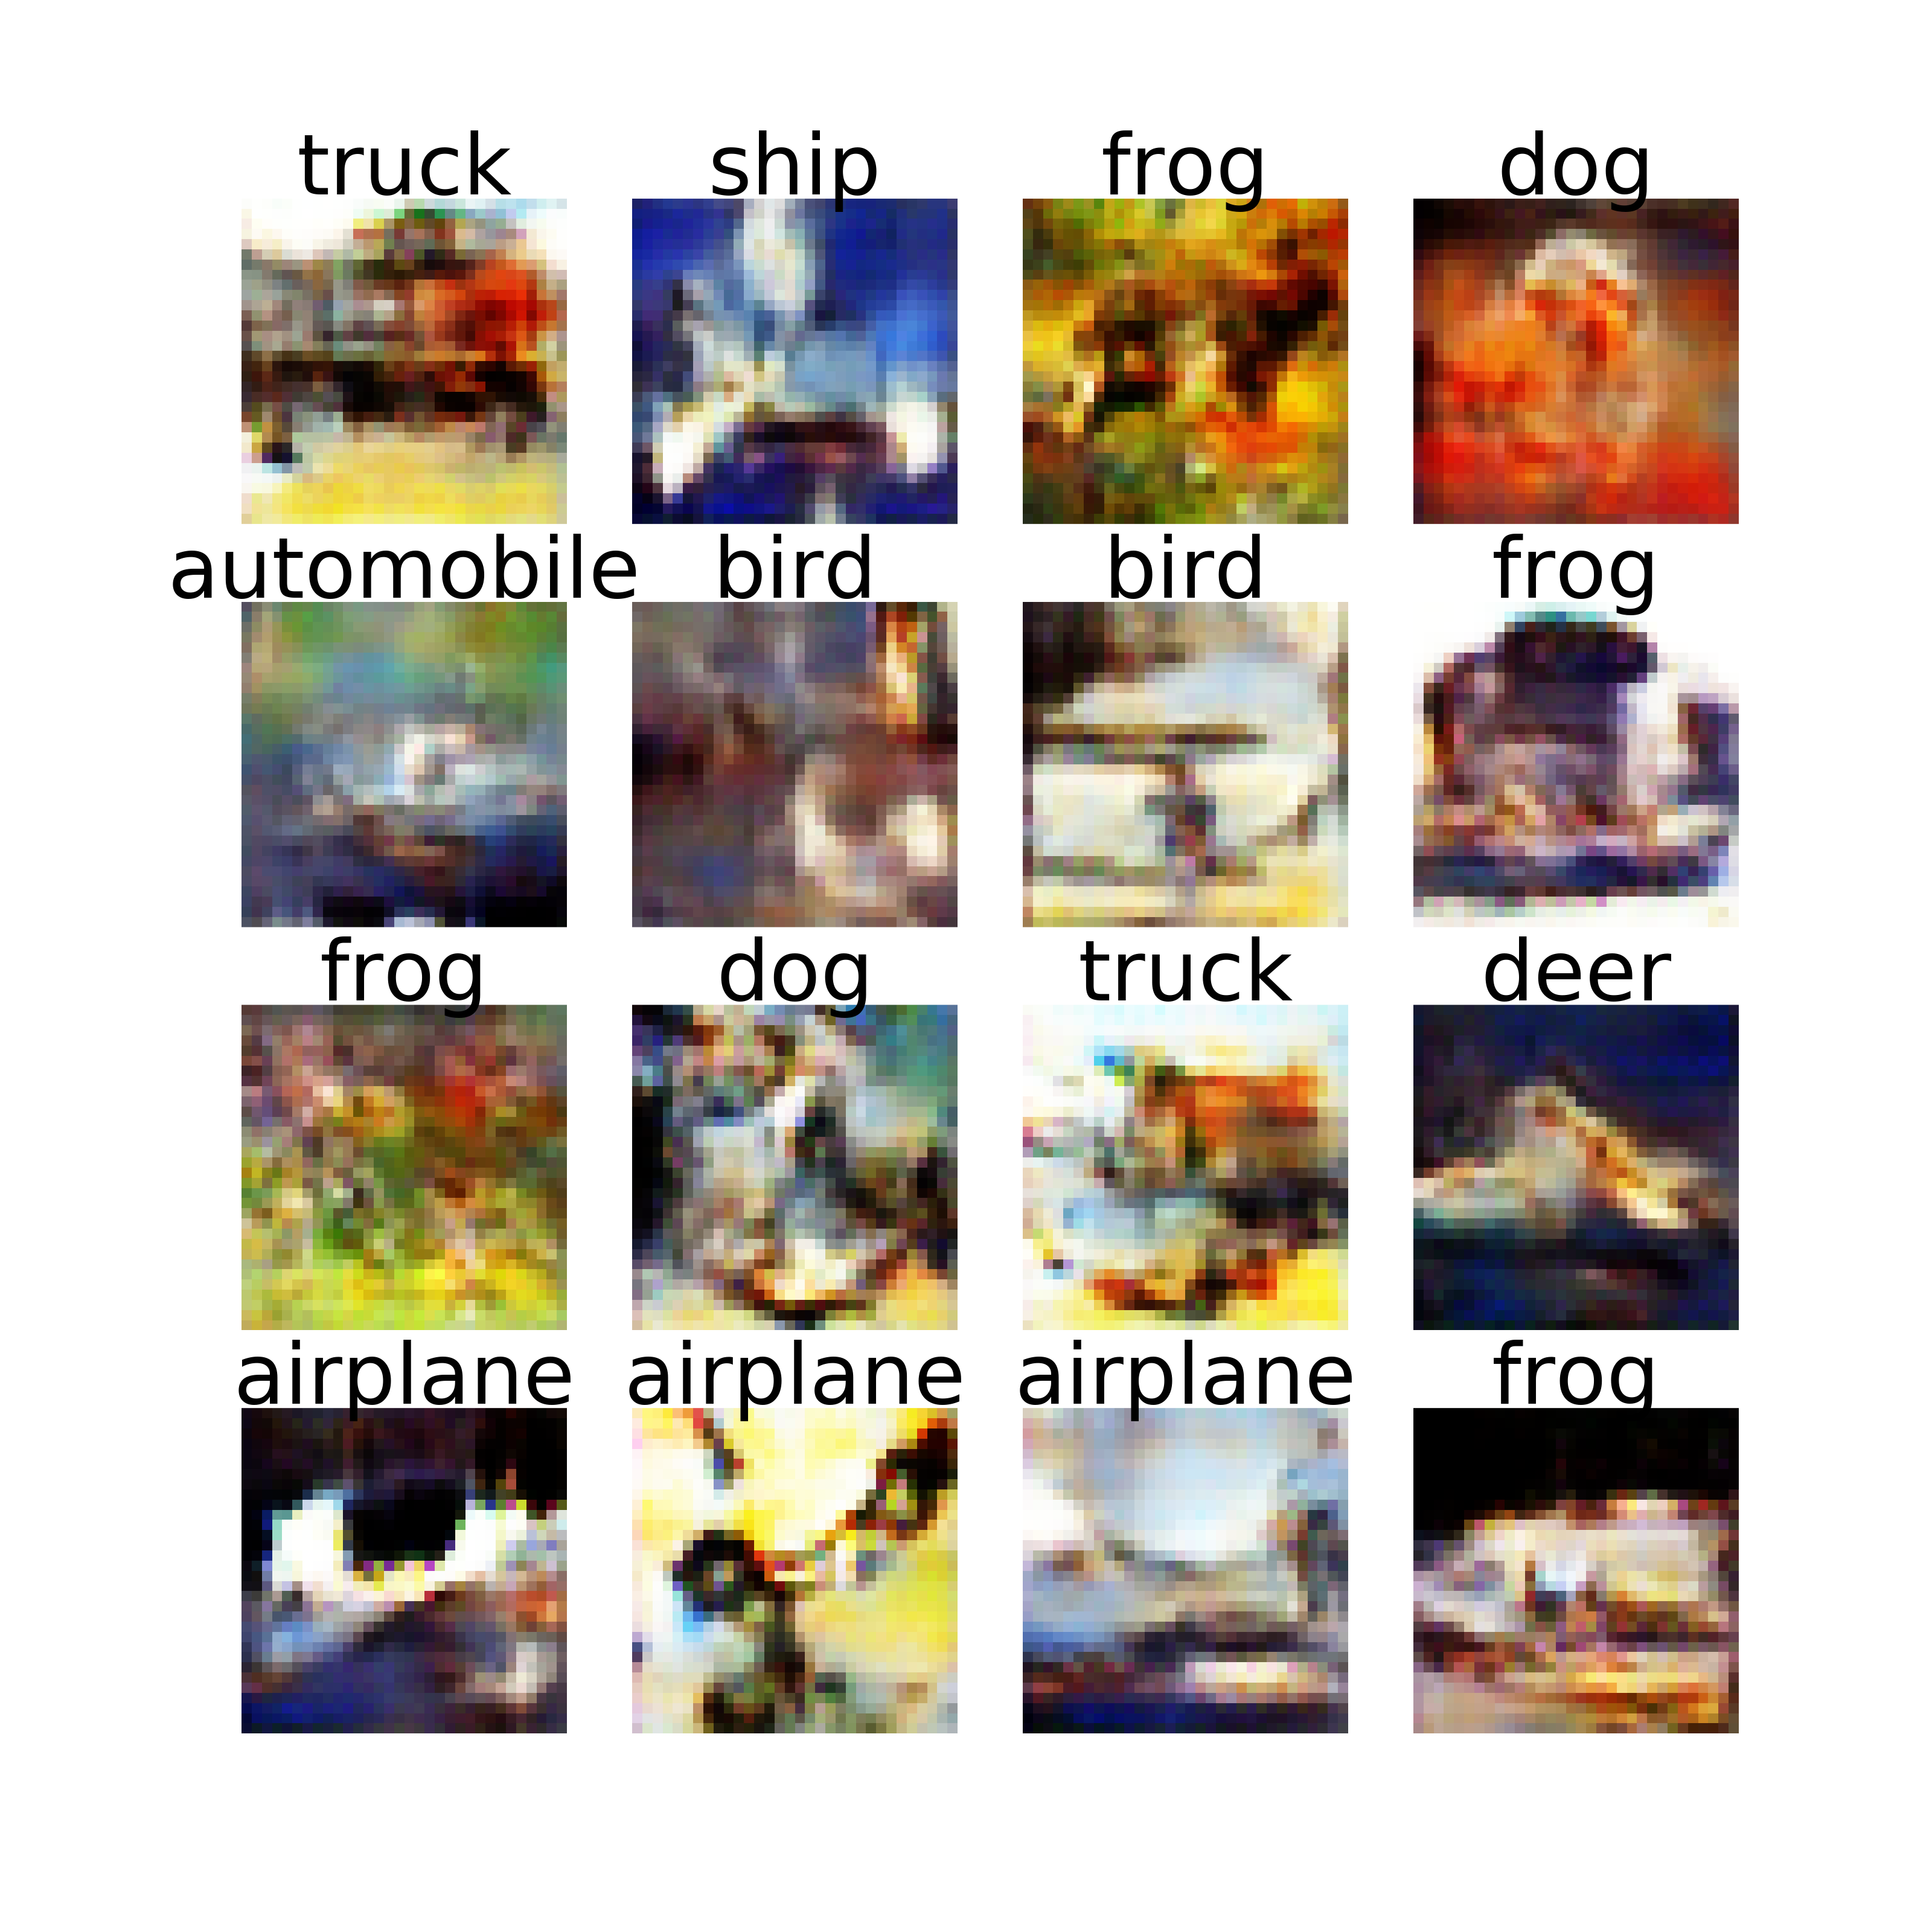 truck ship frog dog
automobile bird bird frog
frog dog truck deer
airplane airplane airplane frog